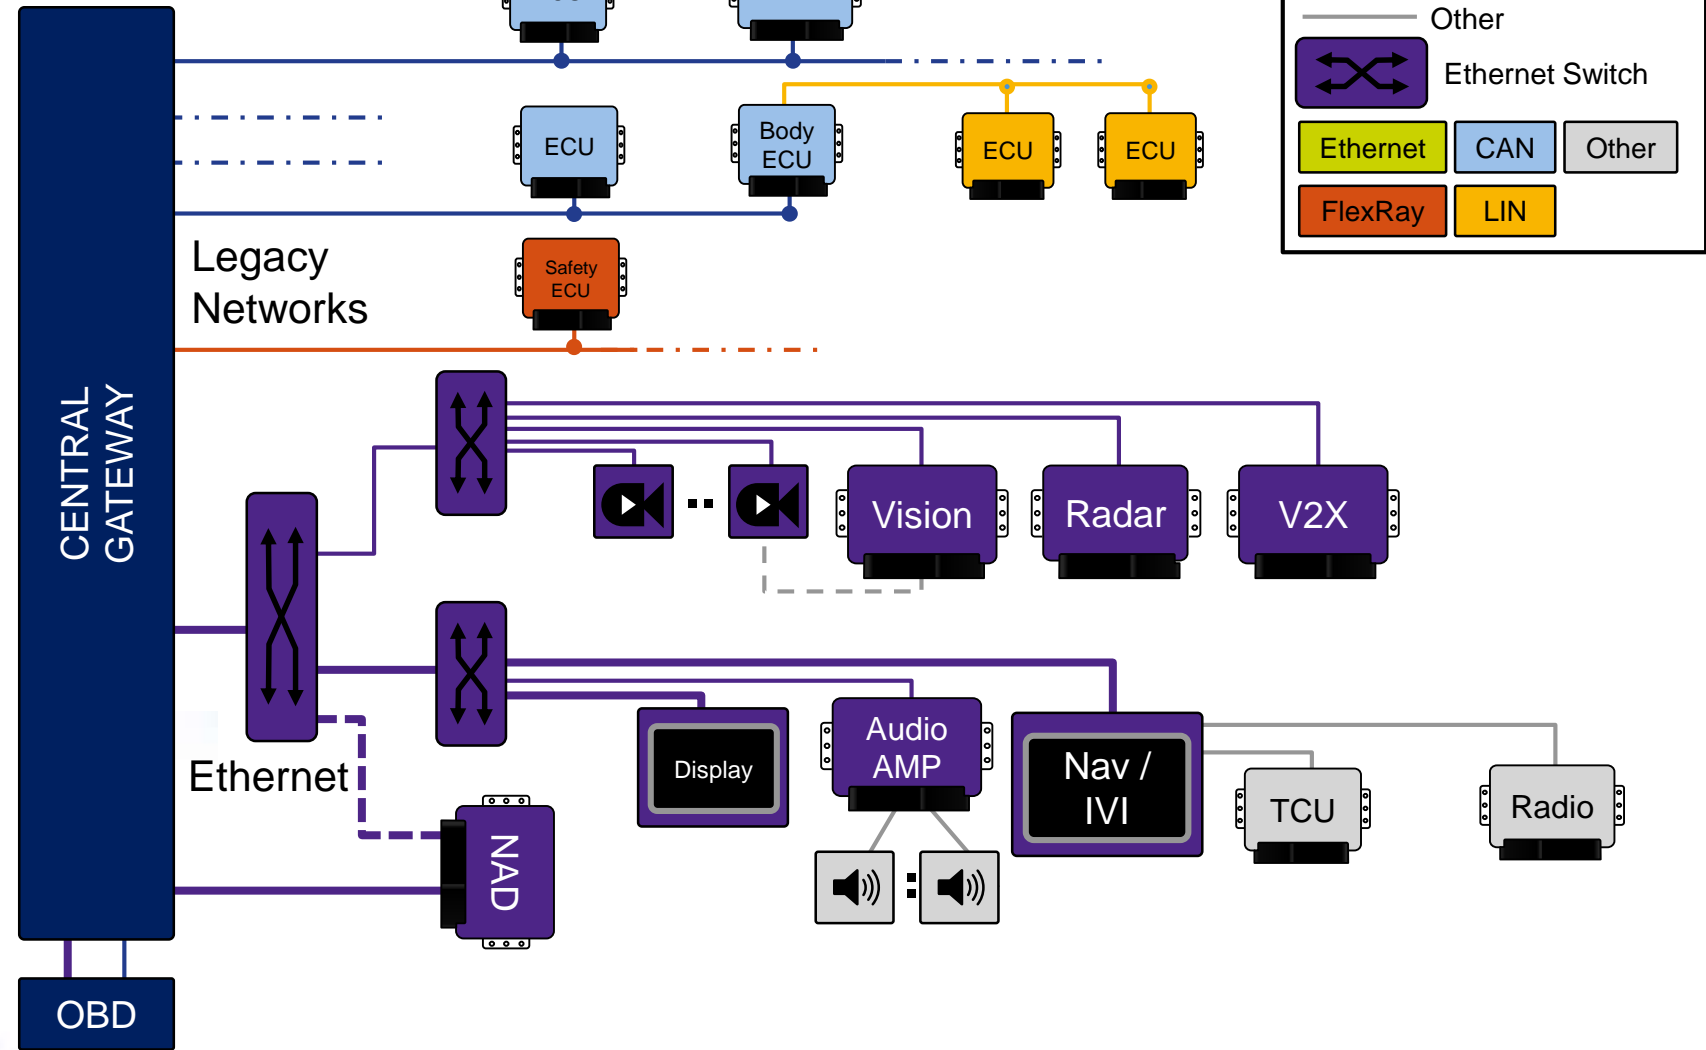 Other
Ethernet Switch
Ethernet
CAN
Other
FlexRay
LIN
ECU
Body
ECU
ECU
ECU
Legacy
Networks
Safety
ECU
CENTRAL
GATEWAY
Vision
Radar
V2X
Ethernet
Display
Audio
AMP
Nav /
IVI
TCU
Radio
NAD
OBD